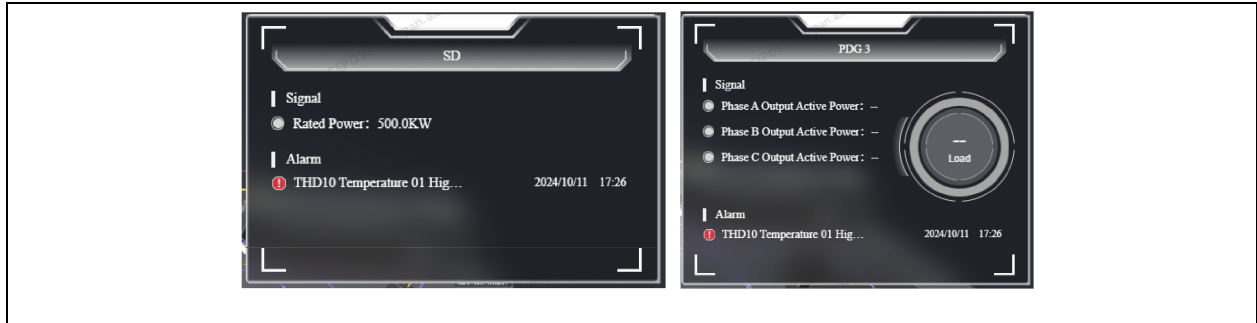 SD
Signal
Rated Power: 500.0KW
Alarm
THD10 Temperature 01 Hig... 2024/10/11 17:26
PDG 3
Signal
Phase A Output Active Power: --
Phase B Output Active Power: --
Phase C Output Active Power: --
--
Load
Alarm
THD10 Temperature 01 Hig... 2024/10/11 17:26